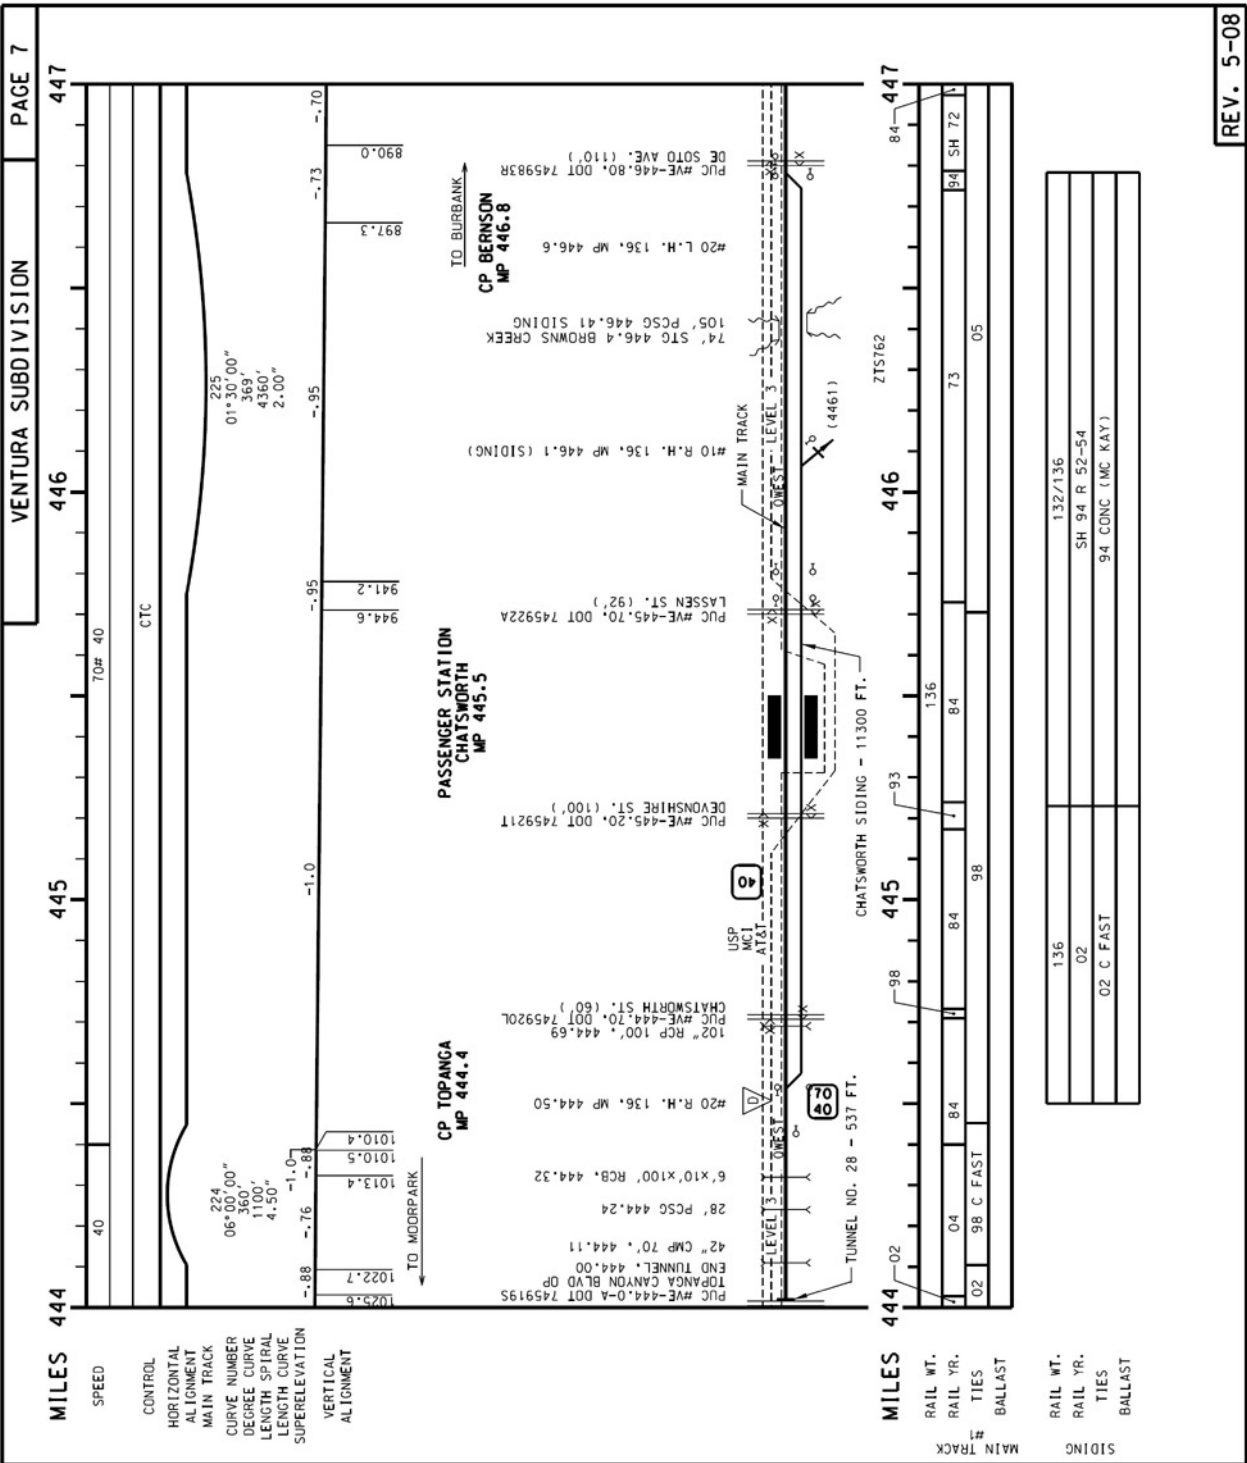 VENTURA SUBDIVISION
PAGE 7
MILES
444
445
446
447
SPEED
40
70# 40
CONTROL
CTC
HORIZONTAL
ALIGNMENT
MAIN TRACK
CURVE NUMBER
DEGREE CURVE
LENGTH SPIRAL
LENGTH CURVE
SUPERELEVATION
224
06°00'00"
360'
1100'
4.50"
225
01°30'00"
369'
4360'
2.00"
VERTICAL
ALIGNMENT
-.88
-.76
-.88
-1.0
-1.0
-.95
-.95
-.73
-.70
1025.6
1022.7
1013.4
1010.5
1010.4
944.6
941.2
897.3
890.0
TO MOORPARK
CP TOPANGA
MP 444.4
PASSENGER STATION
CHATSWORTH
MP 445.5
TO BURBANK
CP BERNSON
MP 446.8
PUC #VE-444.0-A DOT 745919S
TOPANGA CANYON BLVD OP
END TUNNEL, 444.00
42" CMP 70', 444.11
28' PCSG 444.24
6'x10'x100' RCB, 444.32
#20 R.H. 136, MP 444.50
102" RCP 100', 444.69
PUC #VE-444.70, DOT 745920L
CHATSWORTH ST. (60')
PUC #VE-445.20, DOT 745921T
DEVONSHIRE ST. (100')
PUC #VE-445.70, DOT 745922A
LASSEN ST. (92')
#10 R.H. 136, MP 446.1 (SIDING)
74' STG 446.4 BROWNS CREEK
105' PCSG 446.41 SIDING
#20 L.H. 136, MP 446.6
PUC #VE-446.80, DOT 745983R
DE SOTO AVE. (110')
LEVEL 3
QWEST
D
70
40
USP
MCI
AT&T
40
MAIN TRACK
QWEST
LEVEL 3
(4461)
TUNNEL NO. 28 - 537 FT.
CHATSWORTH SIDING - 11300 FT.
ZTS762
MILES
444
445
446
447
MAIN TRACK
#1
RAIL WT.
136
RAIL YR.
02
04
84
98
84
93
84
73
94
SH 72
84
TIES
02
98 C FAST
98
05
BALLAST
SIDING
RAIL WT.
136
132/136
RAIL YR.
02
SH 94 R 52-54
TIES
02 C FAST
94 CONC (MC KAY)
BALLAST
REV. 5-08